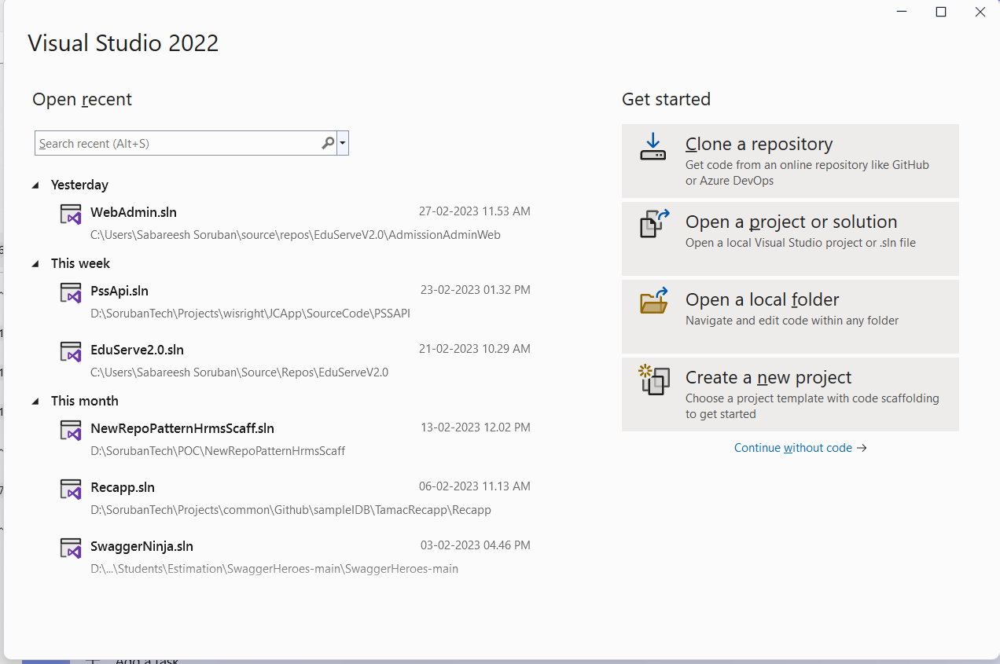 Visual Studio 2022
Open recent
Search recent (Alt+S)
Yesterday
WebAdmin.sln 27-02-2023 11.53 AM
C:\Users\Sabareesh Soruban\source\repos\EduServeV2.0\AdmissionAdminWeb
This week
PssApi.sln 23-02-2023 01.32 PM
D:\SorubanTech\Projects\wisright\JCApp\SourceCode\PSSAPI
EduServe2.0.sln 21-02-2023 10.29 AM
C:\Users\Sabareesh Soruban\Source\Repos\EduServeV2.0
This month
NewRepoPatternHrmsScaff.sln 13-02-2023 12.02 PM
D:\SorubanTech\POC\NewRepoPatternHrmsScaff
Recapp.sln 06-02-2023 11.13 AM
D:\SorubanTech\Projects\common\Github\sampleIDB\TamacRecapp\Recapp
SwaggerNinja.sln 03-02-2023 04.46 PM
D:\...\Students\Estimation\SwaggerHeroes-main\SwaggerHeroes-main
Get started
Clone a repository
Get code from an online repository like GitHub
or Azure DevOps
Open a project or solution
Open a local Visual Studio project or .sln file
Open a local folder
Navigate and edit code within any folder
Create a new project
Choose a project template with code scaffolding
to get started
Continue without code →
Add a task